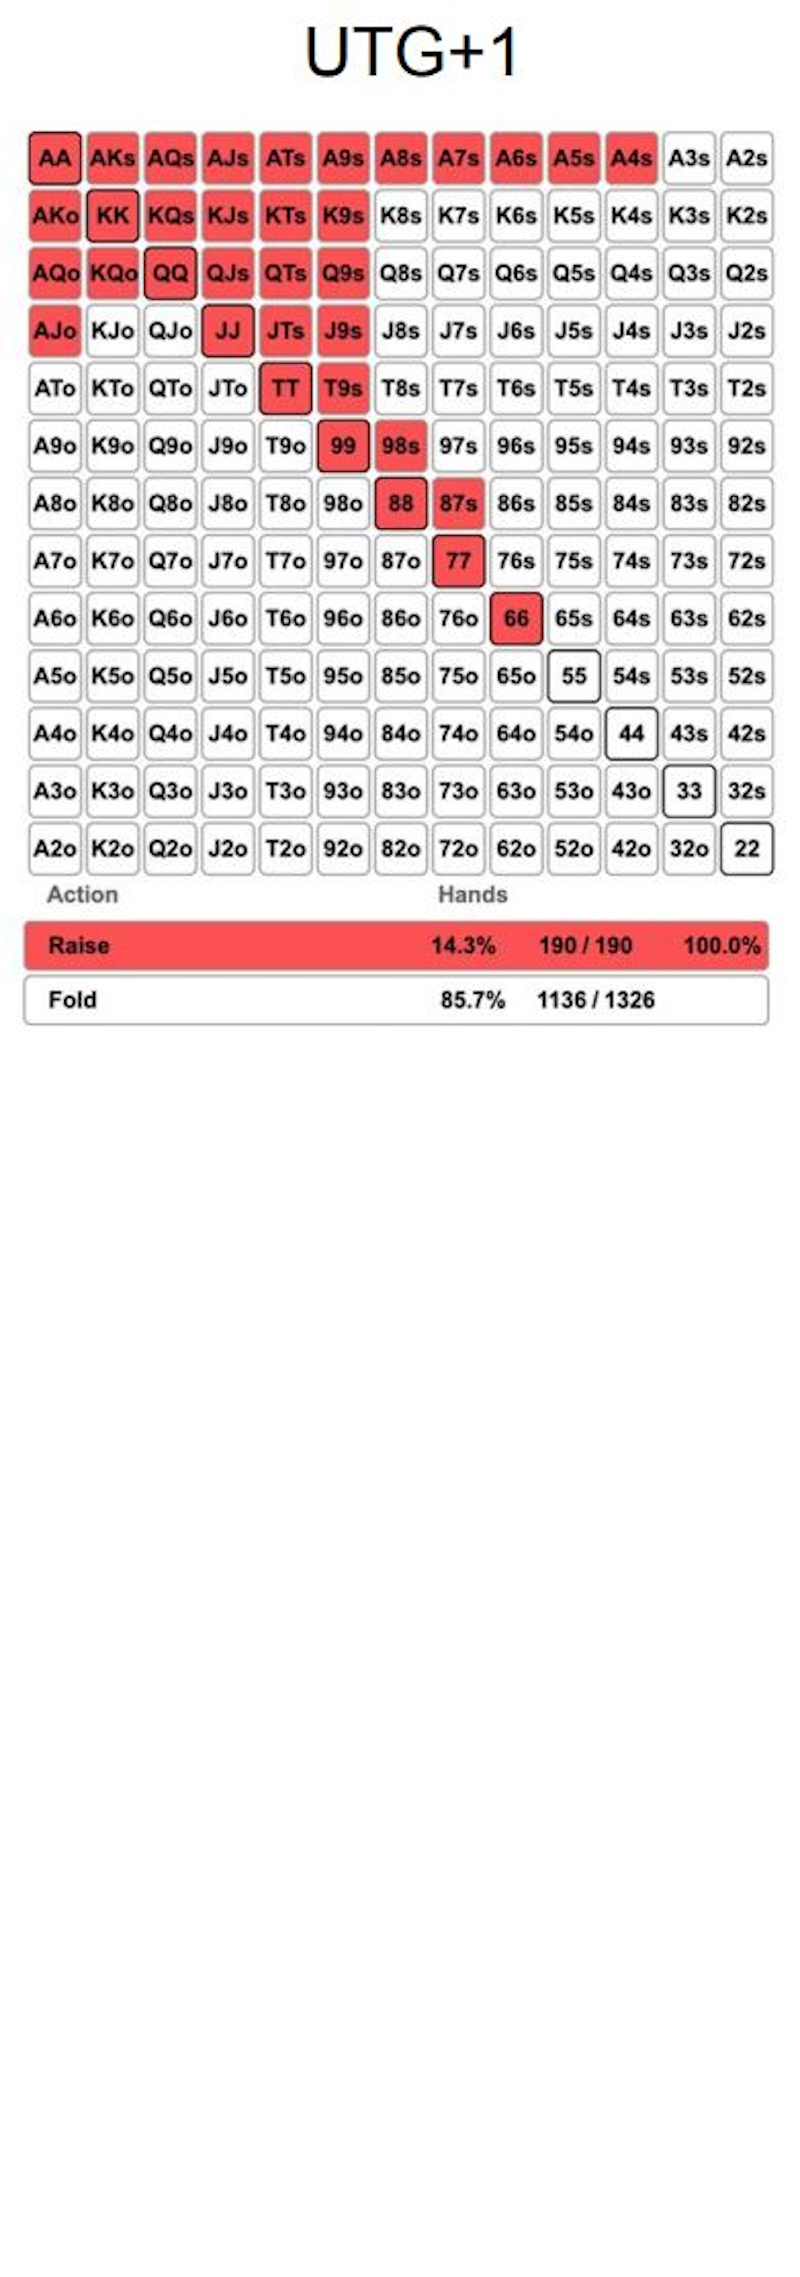 UTG+1
AA AKs AQs AJs ATs A9s A8s A7s A6s A5s A4s A3s A2s
AKo KK KQs KJs KTs K9s K8s K7s K6s K5s K4s K3s K2s
AQo KQo QQ QJs QTs Q9s Q8s Q7s Q6s Q5s Q4s Q3s Q2s
AJo KJo QJo JJ JTs J9s J8s J7s J6s J5s J4s J3s J2s
ATo KTo QTo JTo TT T9s T8s T7s T6s T5s T4s T3s T2s
A9o K9o Q9o J9o T9o 99 98s 97s 96s 95s 94s 93s 92s
A8o K8o Q8o J8o T8o 98o 88 87s 86s 85s 84s 83s 82s
A7o K7o Q7o J7o T7o 97o 87o 77 76s 75s 74s 73s 72s
A6o K6o Q6o J6o T6o 96o 86o 76o 66 65s 64s 63s 62s
A5o K5o Q5o J5o T5o 95o 85o 75o 65o 55 54s 53s 52s
A4o K4o Q4o J4o T4o 94o 84o 74o 64o 54o 44 43s 42s
A3o K3o Q3o J3o T3o 93o 83o 73o 63o 53o 43o 33 32s
A2o K2o Q2o J2o T2o 92o 82o 72o 62o 52o 42o 32o 22
Action Hands
Raise 14.3% 190 / 190 100.0%
Fold 85.7% 1136 / 1326